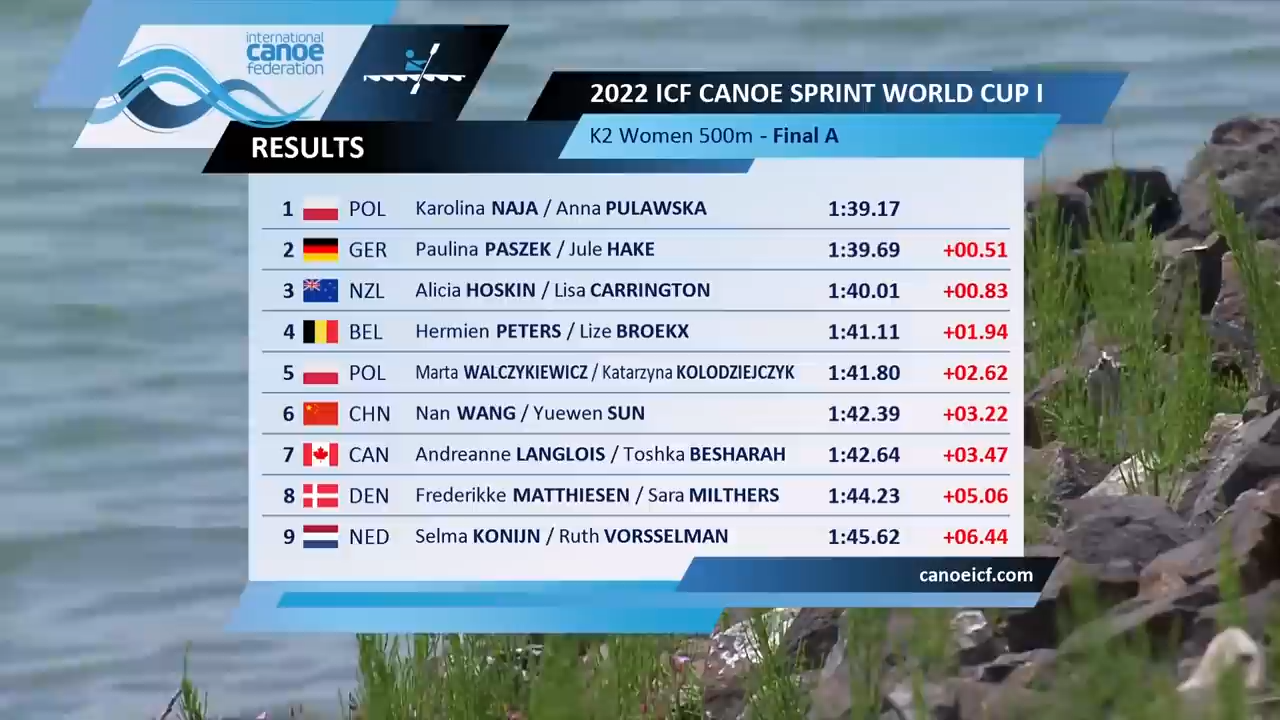 international
canoe
federation
2022 ICF CANOE SPRINT WORLD CUP I
K2 Women 500m - Final A
RESULTS
1 POL Karolina NAJA / Anna PULAWSKA 1:39.17
2 GER Paulina PASZEK / Jule HAKE 1:39.69 +00.51
3 NZL Alicia HOSKIN / Lisa CARRINGTON 1:40.01 +00.83
4 BEL Hermien PETERS / Lize BROEKX 1:41.11 +01.94
5 POL Marta WALCZYKIEWICZ / Katarzyna KOLODZIEJCZYK 1:41.80 +02.62
6 CHN Nan WANG / Yuewen SUN 1:42.39 +03.22
7 CAN Andreanne LANGLOIS / Toshka BESHARAH 1:42.64 +03.47
8 DEN Frederikke MATTHIESEN / Sara MILTHERS 1:44.23 +05.06
9 NED Selma KONIJN / Ruth VORSSELMAN 1:45.62 +06.44
canoeicf.com